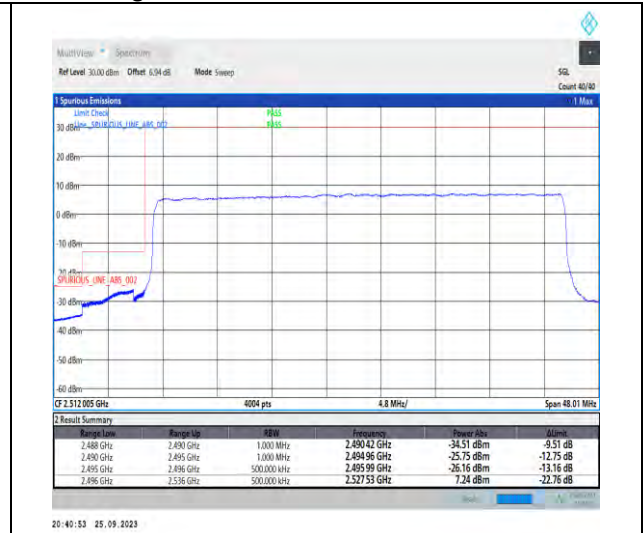 MultiView Spectrum
Ref Level 30.00 dBm Offset 6.94 dB Mode Sweep SGL
Count 40/40
1 Spurious Emissions 1 Max
Limit Check PASS
30 dBm Line _SPURIOUS_LINE_ABS_002 PASS
20 dBm
10 dBm
0 dBm
-10 dBm
-20 dBm
SPURIOUS_LINE_ABS_002
-30 dBm
-40 dBm
-50 dBm
-60 dBm
CF 2.512 005 GHz 4004 pts 4.8 MHz/ Span 48.01 MHz
2 Result Summary
Range Low Range Up RBW Frequency Power Abs ΔLimit
2.488 GHz 2.490 GHz 1.000 MHz 2.490 42 GHz -34.51 dBm -9.51 dB
2.490 GHz 2.495 GHz 1.000 MHz 2.494 96 GHz -25.75 dBm -12.75 dB
2.495 GHz 2.496 GHz 500.000 kHz 2.495 99 GHz -26.16 dBm -13.16 dB
2.496 GHz 2.536 GHz 500.000 kHz 2.527 53 GHz 7.24 dBm -22.76 dB
20:40:53 25.09.2023